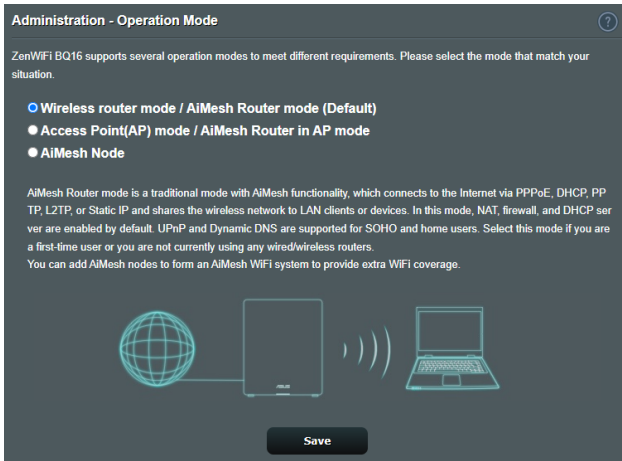 Administration - Operation Mode
?
ZenWiFi BQ16 supports several operation modes to meet different requirements. Please select the mode that match your
situation.
Wireless router mode / AiMesh Router mode (Default)
Access Point(AP) mode / AiMesh Router in AP mode
AiMesh Node
AiMesh Router mode is a traditional mode with AiMesh functionality, which connects to the Internet via PPPoE, DHCP, PP
TP, L2TP, or Static IP and shares the wireless network to LAN clients or devices. In this mode, NAT, firewall, and DHCP ser
ver are enabled by default. UPnP and Dynamic DNS are supported for SOHO and home users. Select this mode if you are
a first-time user or you are not currently using any wired/wireless routers.
You can add AiMesh nodes to form an AiMesh WiFi system to provide extra WiFi coverage.
ASUS
Save